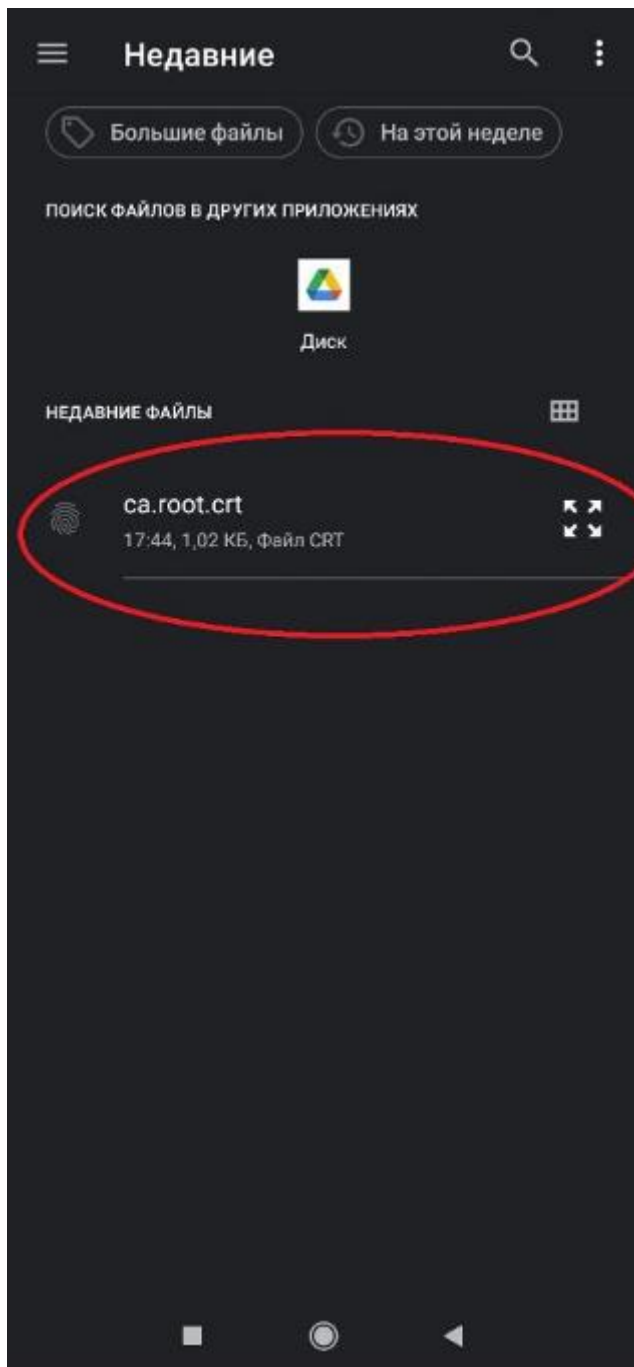 Недавние
Большие файлы
На этой неделе
ПОИСК ФАЙЛОВ В ДРУГИХ ПРИЛОЖЕНИЯХ
Диск
НЕДАВНИЕ ФАЙЛЫ
ca.root.crt
17:44, 1,02 КБ, Файл CRT